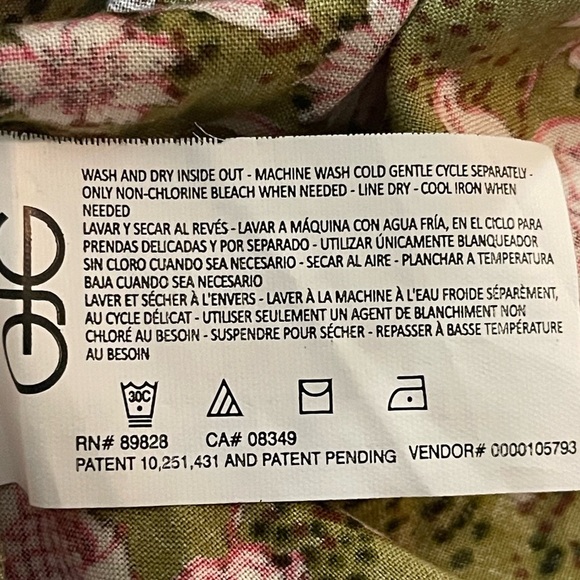 WASH AND DRY INSIDE OUT - MACHINE WASH COLD GENTLE CYCLE SEPARATELY -
ONLY NON-CHLORINE BLEACH WHEN NEEDED - LINE DRY - COOL IRON WHEN
NEEDED
LAVAR Y SECAR AL REVÉS - LAVAR A MÁQUINA CON AGUA FRÍA, EN EL CICLO PARA
PRENDAS DELICADAS Y POR SEPARADO - UTILIZAR ÚNICAMENTE BLANQUEADOR
SIN CLORO CUANDO SEA NECESARIO - SECAR AL AIRE - PLANCHAR A TEMPERATURA
BAJA CUANDO SEA NECESARIO
LAVER ET SÉCHER À L'ENVERS - LAVER À LA MACHINE À L'EAU FROIDE SÉPARÉMENT,
AU CYCLE DÉLICAT - UTILISER SEULEMENT UN AGENT DE BLANCHIMENT NON
CHLORÉ AU BESOIN - SUSPENDRE POUR SÉCHER - REPASSER À BASSE TEMPÉRATURE
AU BESOIN
30C
RN# 89828 CA# 08349
PATENT 10,251,431 AND PATENT PENDING VENDOR# 0000105793